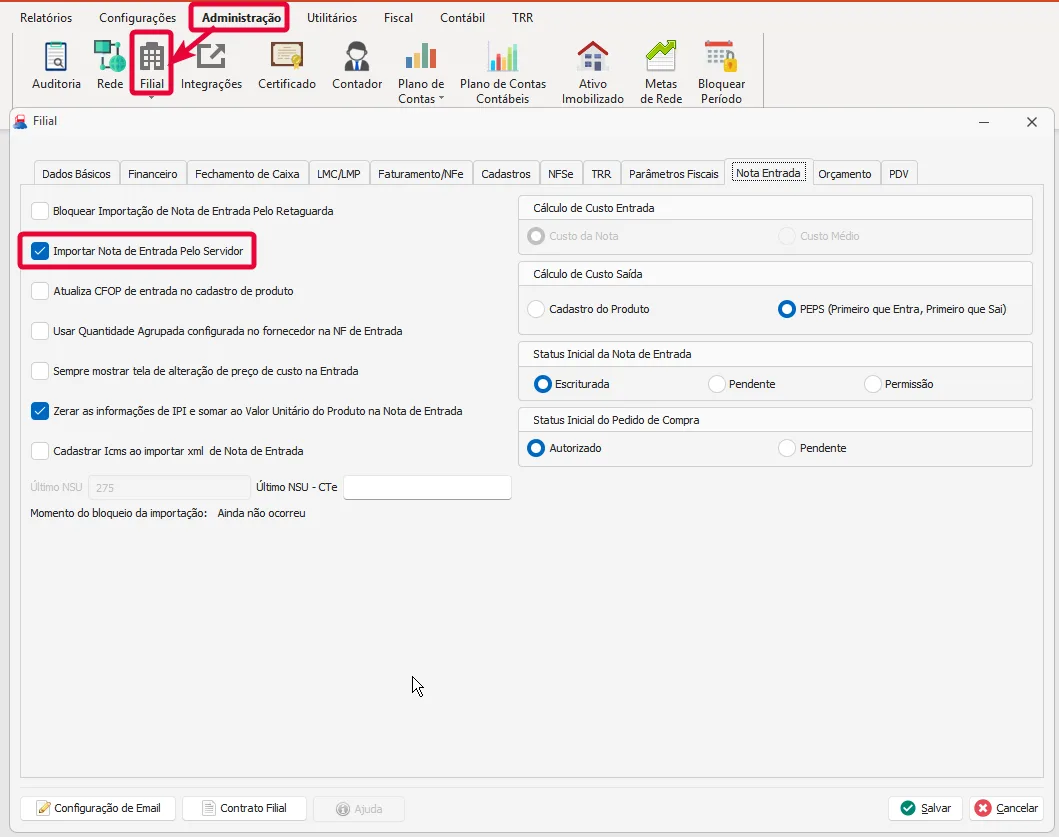 Relatórios Configurações Administração Utilitários Fiscal Contábil TRR
Auditoria Rede Filial Integrações Certificado Contador Plano de Contas Plano de Contas Contábeis Ativo Imobilizado Metas de Rede Bloquear Período
Filial
Dados Básicos Financeiro Fechamento de Caixa LMC/LMP Faturamento/NFe Cadastros NFSe TRR Parâmetros Fiscais Nota Entrada Orçamento PDV
Bloquear Importação de Nota de Entrada Pelo Retaguarda
Importar Nota de Entrada Pelo Servidor
Atualiza CFOP de entrada no cadastro de produto
Usar Quantidade Agrupada configurada no fornecedor na NF de Entrada
Sempre mostrar tela de alteração de preço de custo na Entrada
Zerar as informações de IPI e somar ao Valor Unitário do Produto na Nota de Entrada
Cadastrar Icms ao importar xml de Nota de Entrada
Último NSU 275 Último NSU - CTe
Momento do bloqueio da importação: Ainda não ocorreu
Cálculo de Custo Entrada
Custo da Nota Custo Médio
Cálculo de Custo Saída
Cadastro do Produto PEPS (Primeiro que Entra, Primeiro que Sai)
Status Inicial da Nota de Entrada
Escriturada Pendente Permissão
Status Inicial do Pedido de Compra
Autorizado Pendente
Configuração de Email Contrato Filial Ajuda Salvar Cancelar